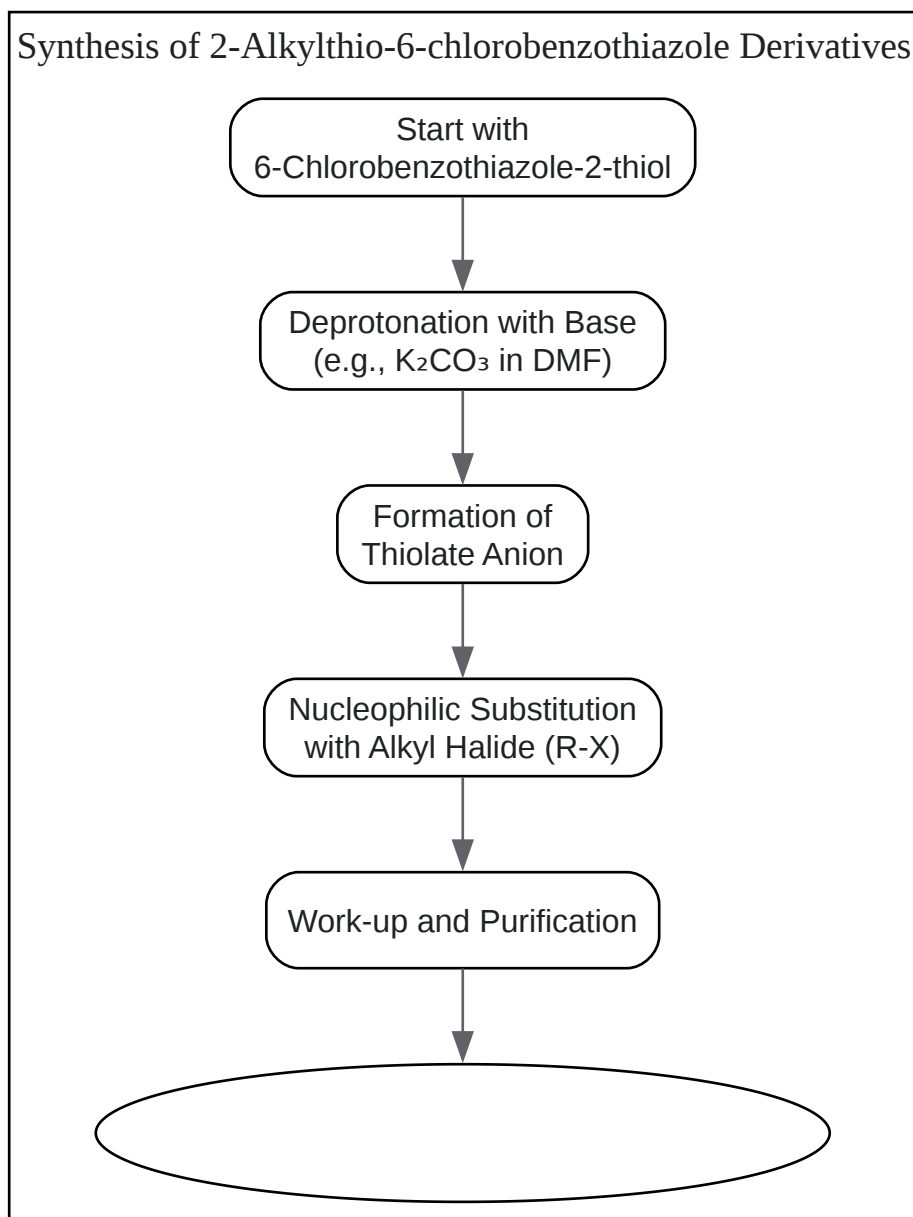 Synthesis of 2-Alkylthio-6-chlorobenzothiazole Derivatives
Start with
6-Chlorobenzothiazole-2-thiol
Deprotonation with Base
(e.g., K₂CO₃ in DMF)
Formation of
Thiolate Anion
Nucleophilic Substitution
with Alkyl Halide (R-X)
Work-up and Purification